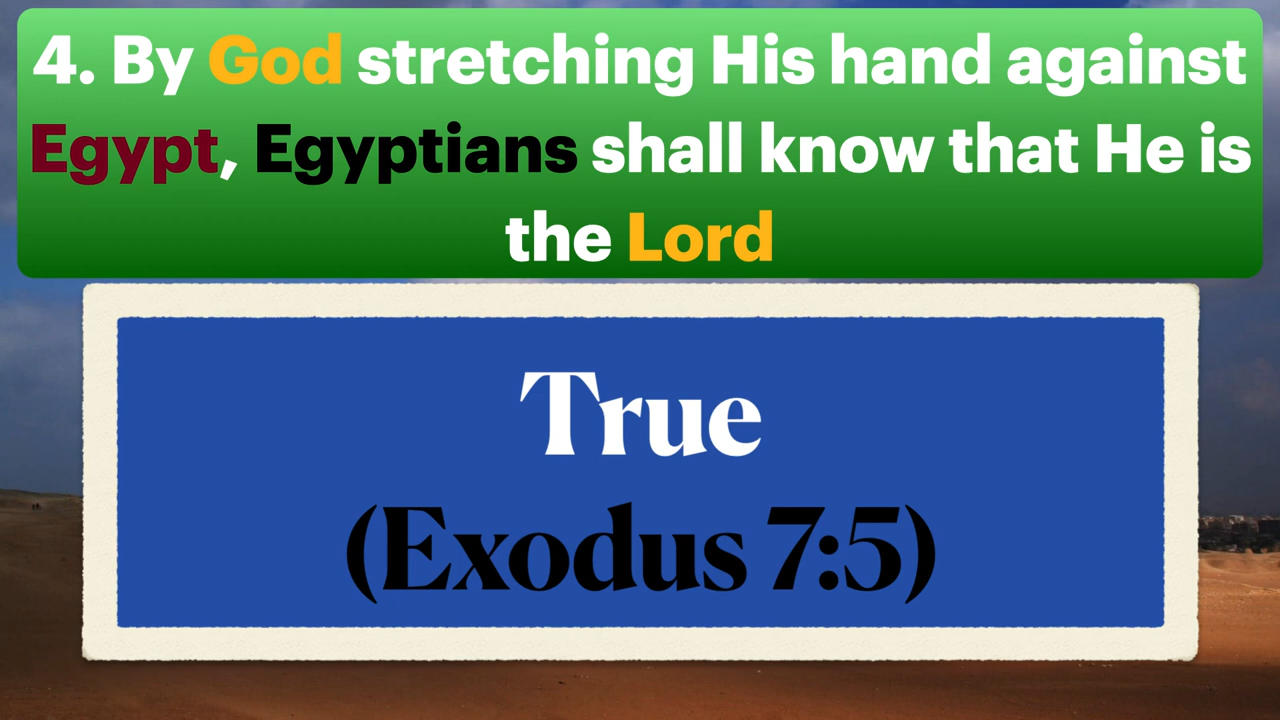 4. By God stretching His hand against
Egypt, Egyptians shall know that He is
the Lord
True
(Exodus 7:5)